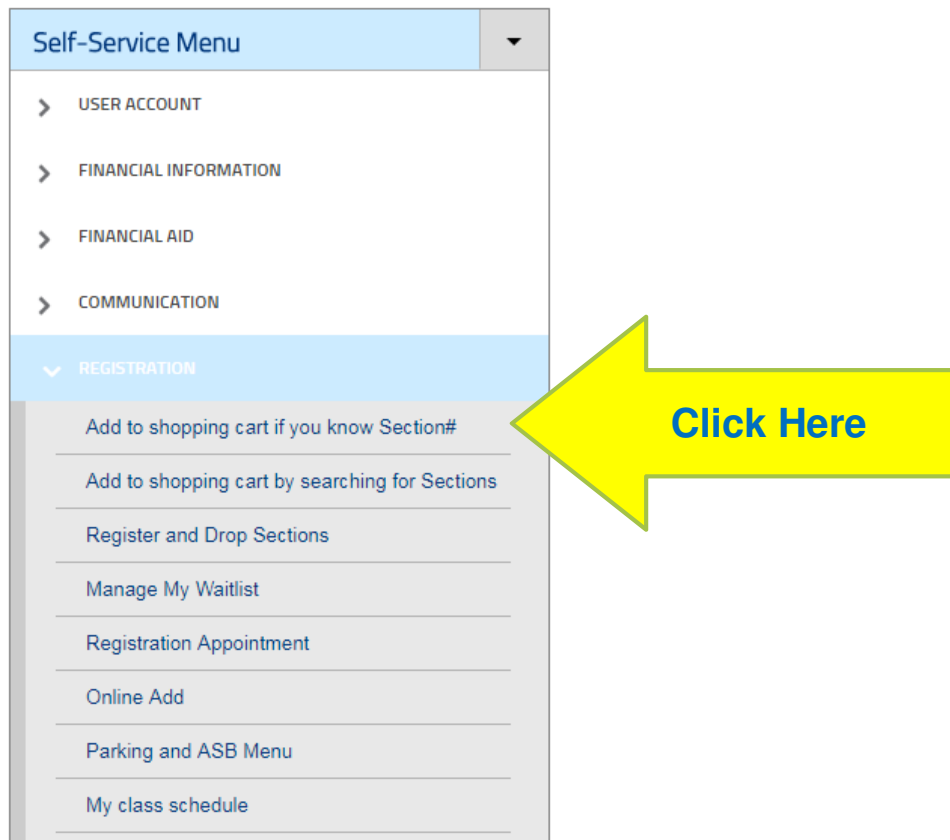 Self-Service Menu
USER ACCOUNT
FINANCIAL INFORMATION
FINANCIAL AID
COMMUNICATION
REGISTRATION
Add to shopping cart if you know Section#
Click Here
Add to shopping cart by searching for Sections
Register and Drop Sections
Manage My Waitlist
Registration Appointment
Online Add
Parking and ASB Menu
My class schedule